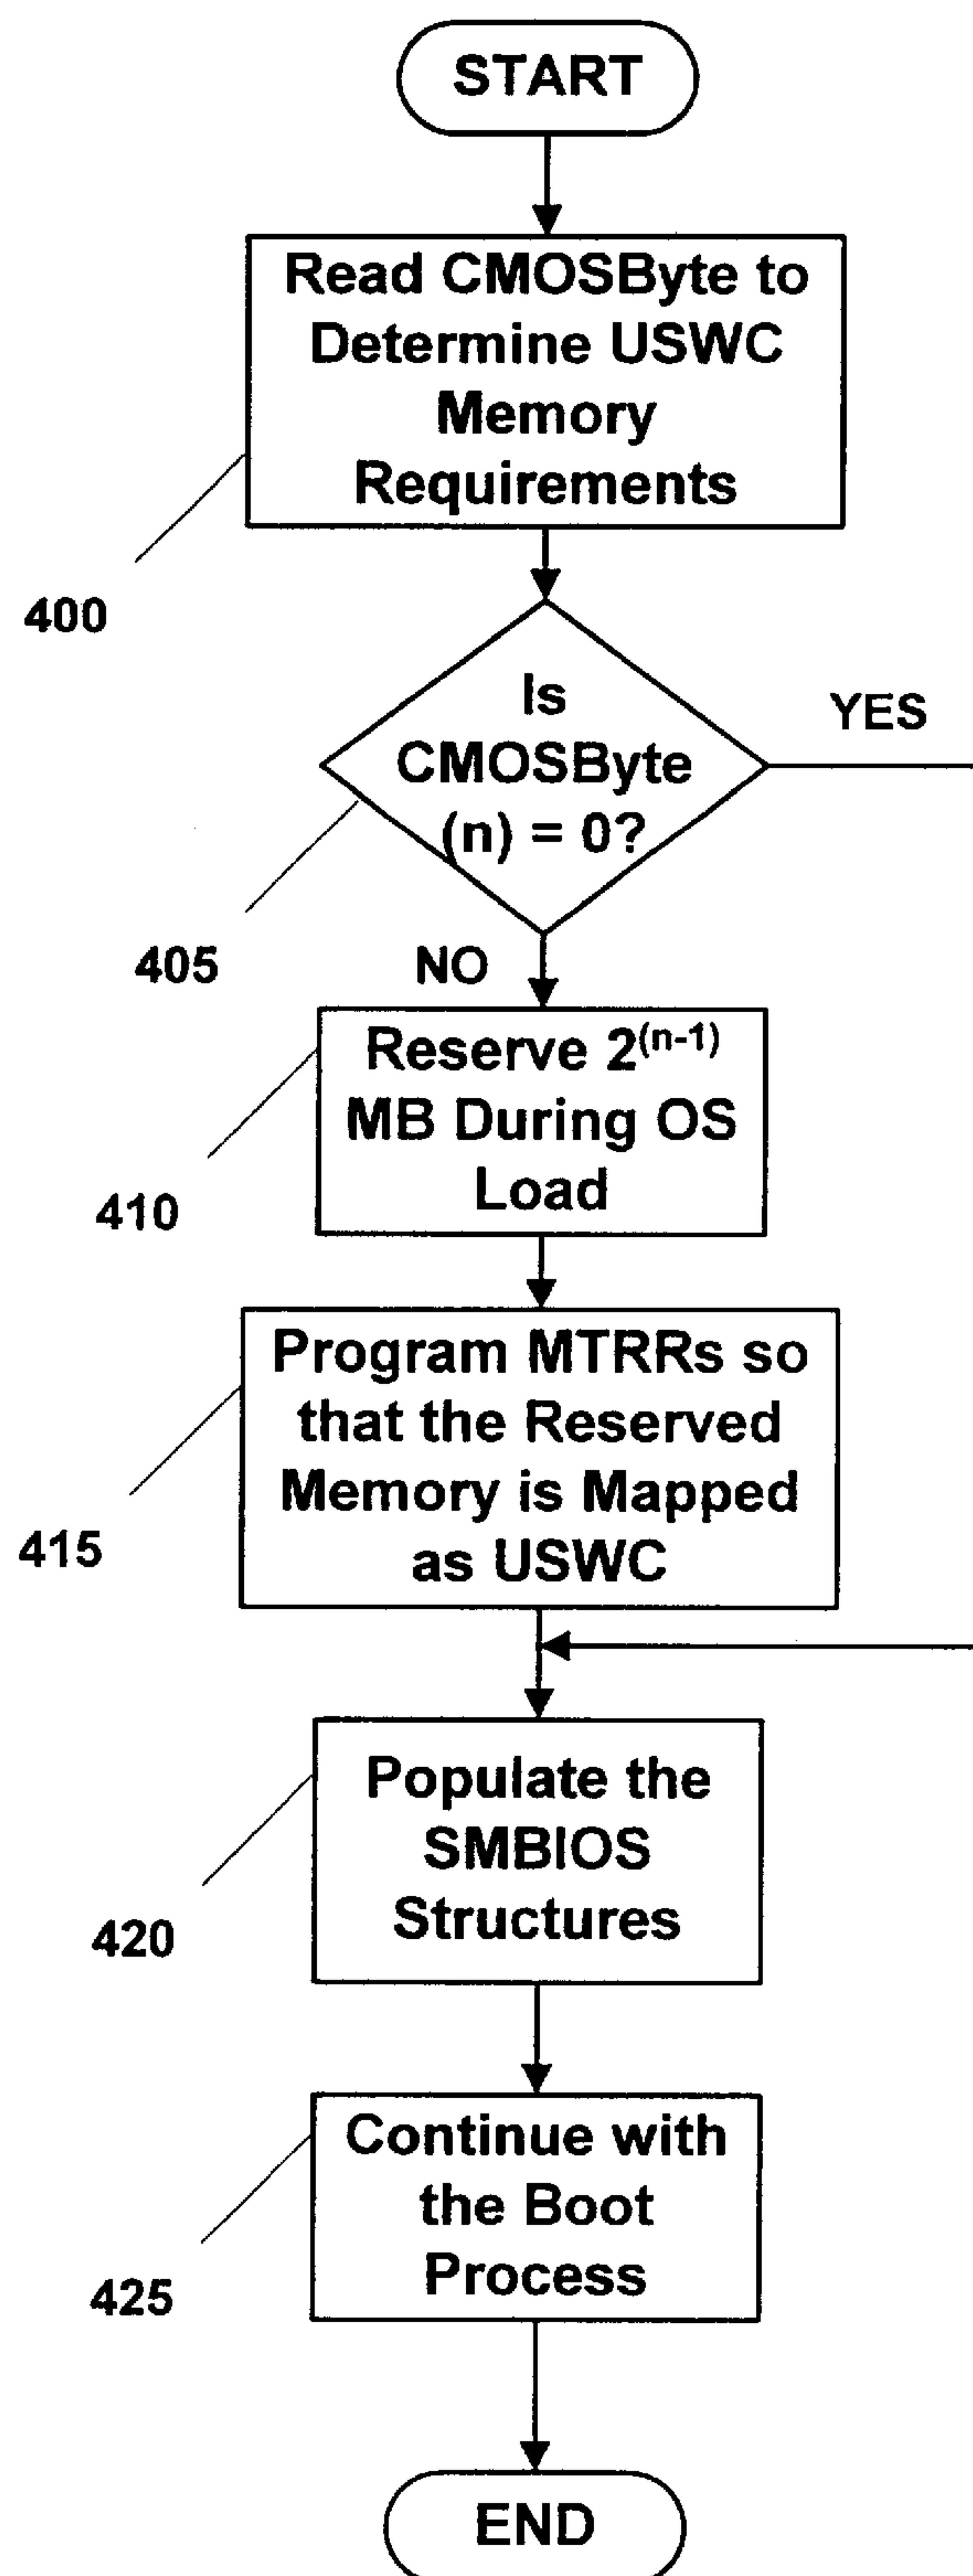 START
Read CMOSByte to
Determine USWC
Memory
Requirements
400
Is
CMOSByte
(n) = 0?
YES
405
NO
Reserve 2^(n-1)
MB During OS
Load
410
Program MTRRs so
that the Reserved
Memory is Mapped
as USWC
415
Populate the
SMBIOS
Structures
420
Continue with
the Boot
Process
425
END